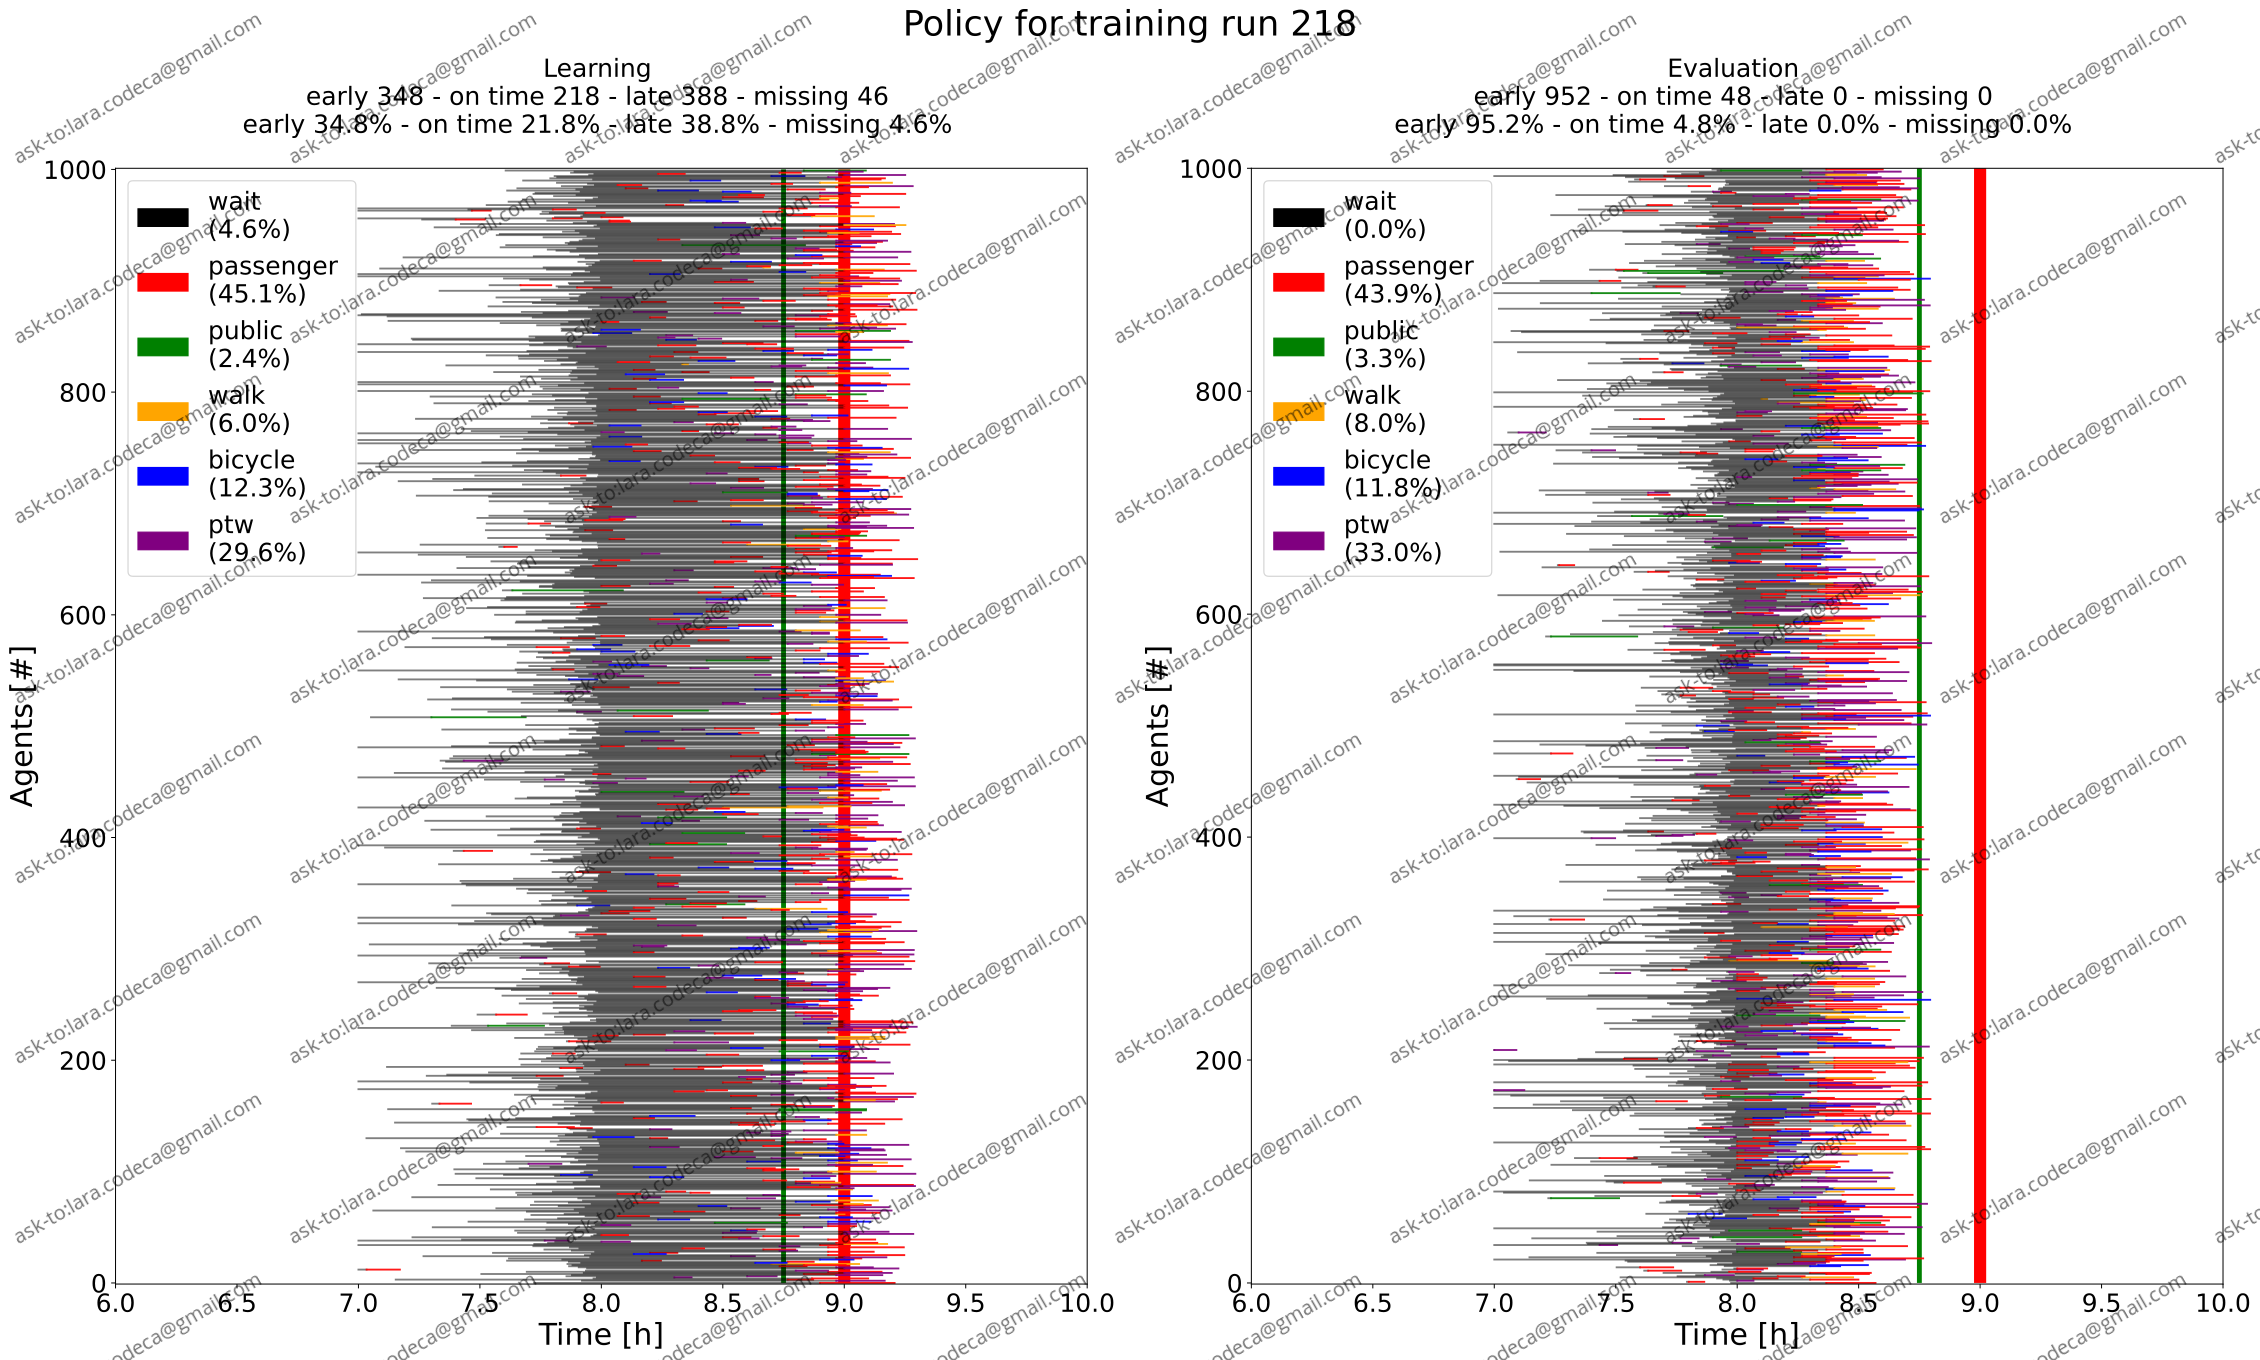 Policy for training run 218
Learning
early 348 - on time 218 - late 388 - missing 46
early 34.8% - on time 21.8% - late 38.8% - missing 4.6%
1000
800
600
400
200
0
Agents [#]
wait
(4.6%)
passenger
(45.1%)
public
(2.4%)
walk
(6.0%)
bicycle
(12.3%)
ptw
(29.6%)
6.0 6.5 7.0 7.5 8.0 8.5 9.0 9.5 10.0
Time [h]
Evaluation
early 952 - on time 48 - late 0 - missing 0
early 95.2% - on time 4.8% - late 0.0% - missing 0.0%
1000
800
600
400
200
0
Agents [#]
wait
(0.0%)
passenger
(43.9%)
public
(3.3%)
walk
(8.0%)
bicycle
(11.8%)
ptw
(33.0%)
6.0 6.5 7.0 7.5 8.0 8.5 9.0 9.5 10.0
Time [h]
ask-to:lara.codeca@gmail.com